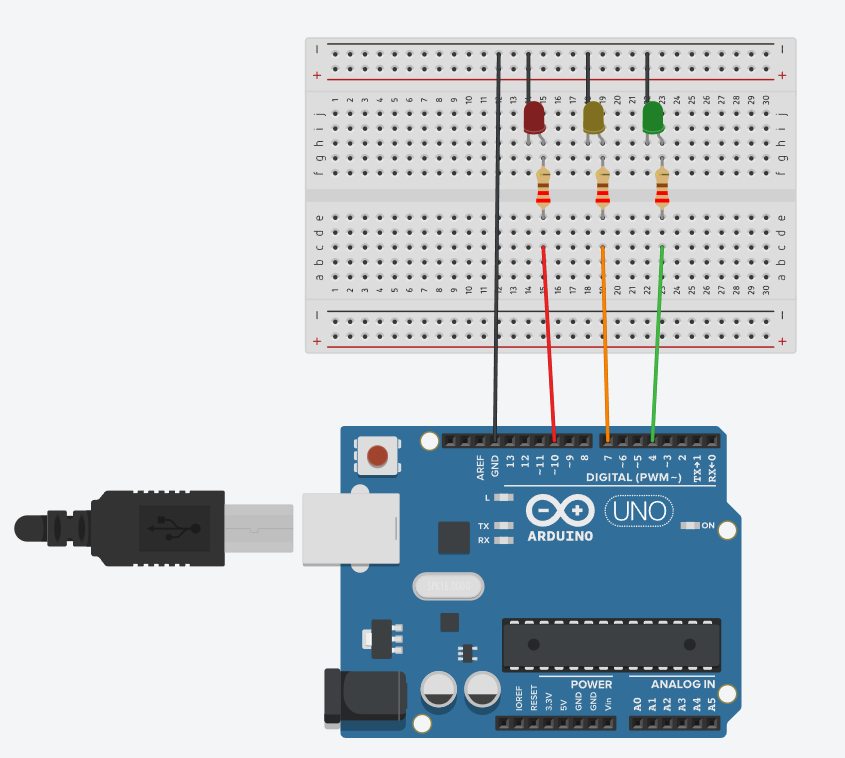 − −
+ +
1 2 3 4 5 6 7 8 9 10 11 12 13 14 15 16 17 18 19 20 21 22 23 24 25 26 27 28 29 30
j j
i i
h h
g g
f f
e e
d d
c c
b b
a a
1 2 3 4 5 6 7 8 9 10 11 12 13 14 15 16 17 18 19 20 21 22 23 24 25 26 27 28 29 30
− −
+ +
AREF GND 13 12 ~11 ~10 ~9 8 7 ~6 ~5 4 ~3 2 TX→1 RX←0
DIGITAL (PWM~)
L
TX
RX
ARDUINO
UNO
ON
POWER
ANALOG IN
IOREF RESET 3.3V 5V GND GND Vin A0 A1 A2 A3 A4 A5